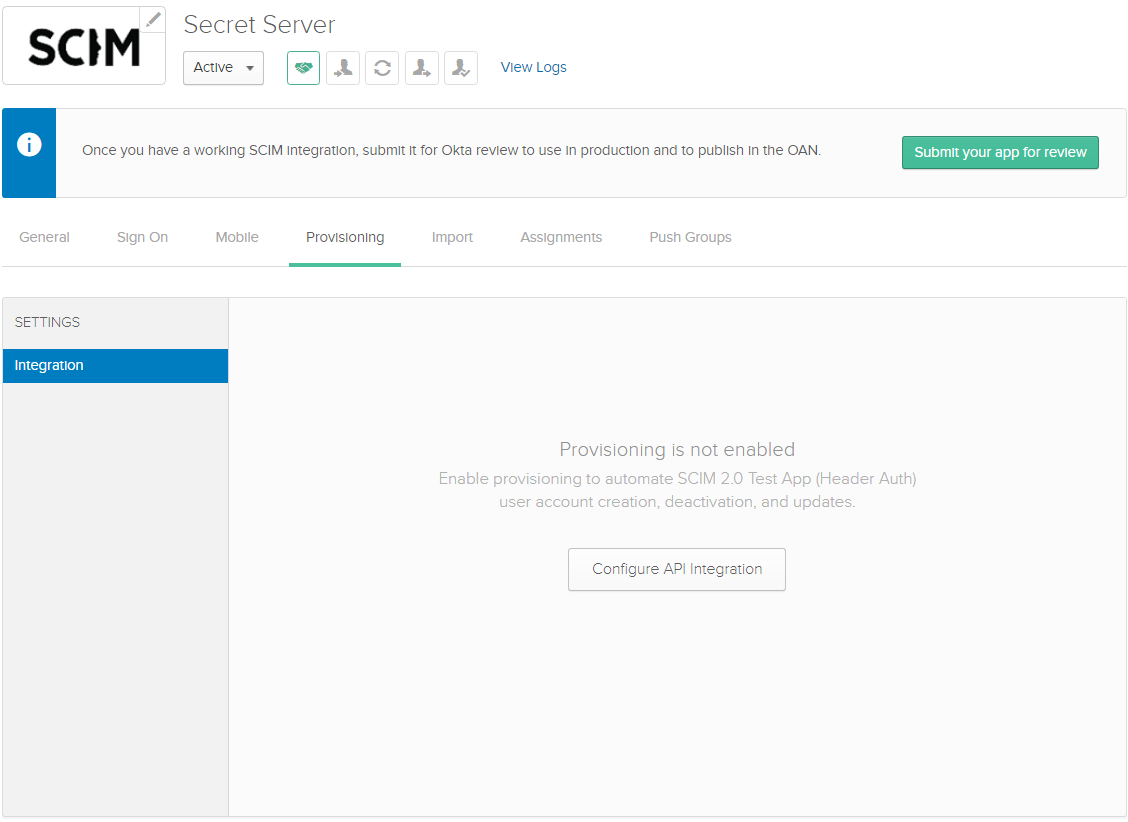 SCIM
Secret Server
Active
View Logs
Once you have a working SCIM integration, submit it for Okta review to use in production and to publish in the OAN.
Submit your app for review
General
Sign On
Mobile
Provisioning
Import
Assignments
Push Groups
SETTINGS
Integration
Provisioning is not enabled
Enable provisioning to automate SCIM 2.0 Test App (Header Auth)
user account creation, deactivation, and updates.
Configure API Integration